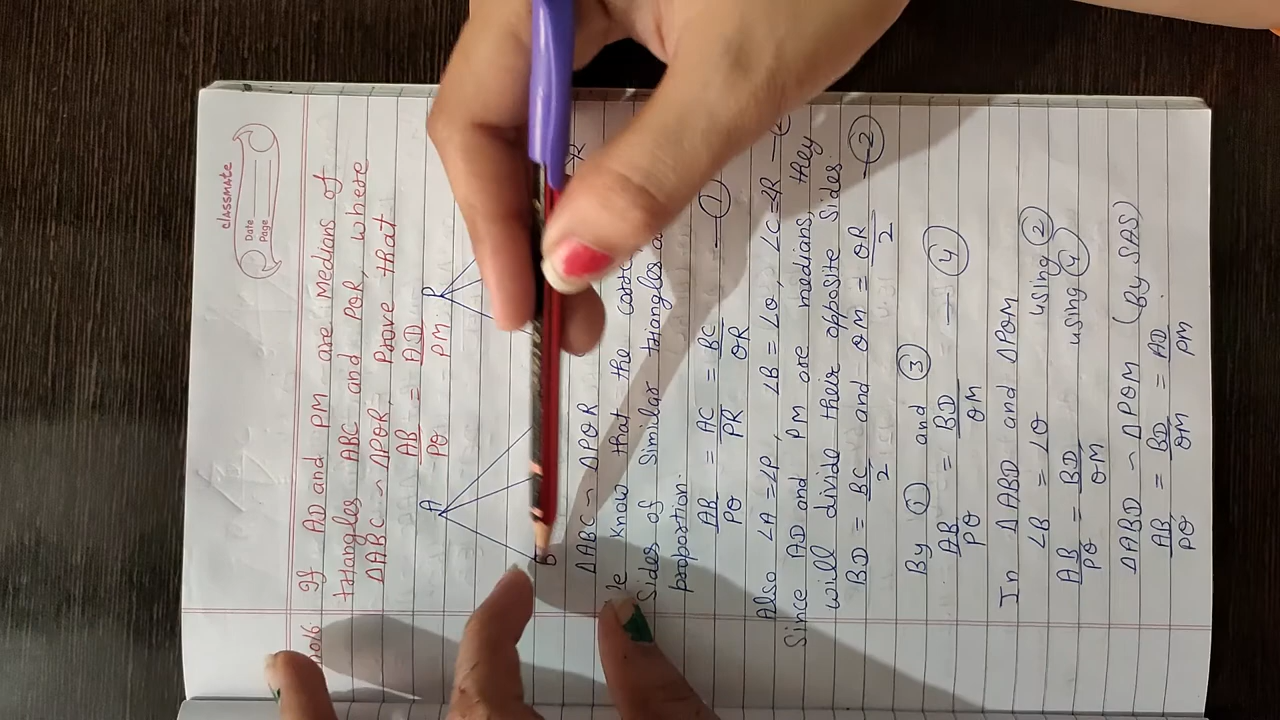 classmate
Date
Page
no16. If AD and PM are medians of
triangles ABC and PQR, where
ΔABC ~ ΔPQR, Prove that
AB/PQ = AD/PM.
A P
B
ΔABC ~ ΔPQR
know that the
Sides of Similar triangles
proportion.
AB/PQ = AC/PR = BC/QR — ①
Also ∠A = ∠P, ∠B = ∠Q, ∠C = ∠R —
Since AD and PM are medians, they
will divide their opposite sides.
BD = BC/2 and QM = QR/2 — ②
By ① and ③
AB/PQ = BD/QM — ④
In ΔABD and ΔPQM
∠B = ∠Q using ②
AB/PQ = BD/QM using ④
ΔABD ~ ΔPQM (By SAS)
AB/PQ = BD/QM = AD/PM